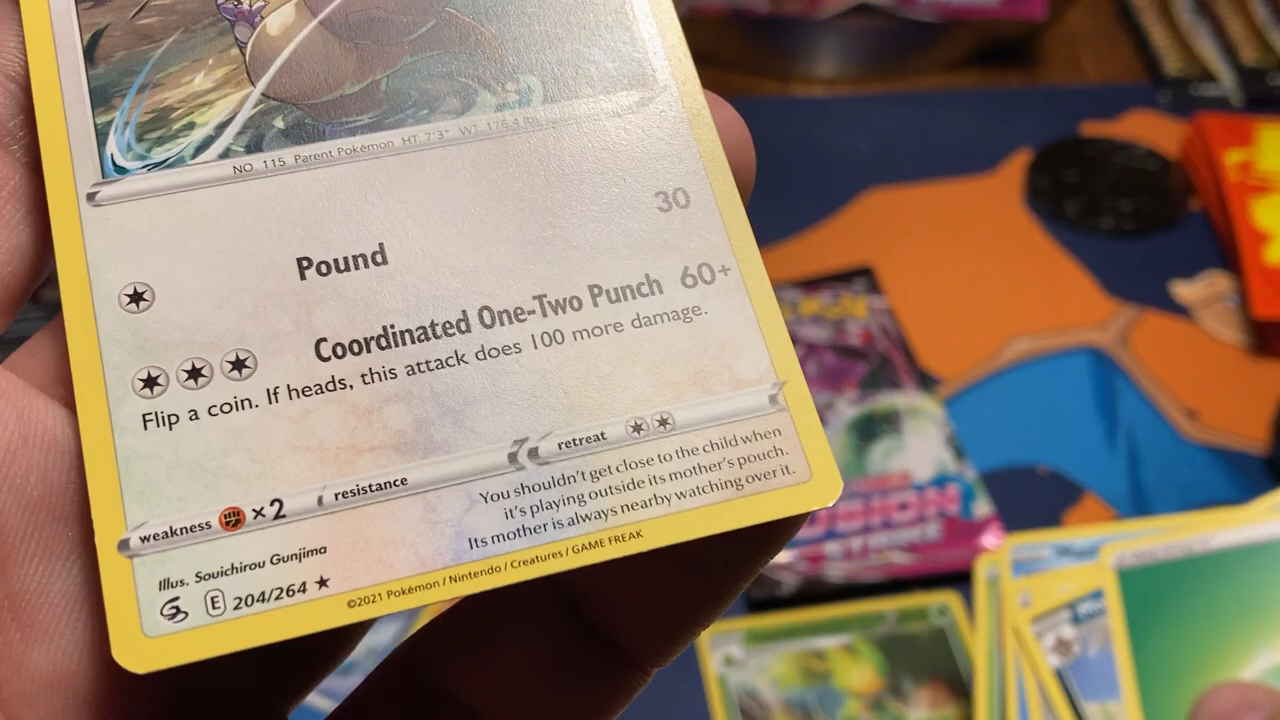 NO. 115 Parent Pokémon HT: 7'3" WT: 176.4 lbs
30
Pound
Coordinated One-Two Punch 60+
Flip a coin. If heads, this attack does 100 more damage.
weakness ×2 resistance retreat
You shouldn't get close to the child when
it's playing outside its mother's pouch.
Its mother is always nearby watching over it.
Illus. Souichirou Gunjima
E 204/264
©2021 Pokémon / Nintendo / Creatures / GAME FREAK
FUSION
STRIKE